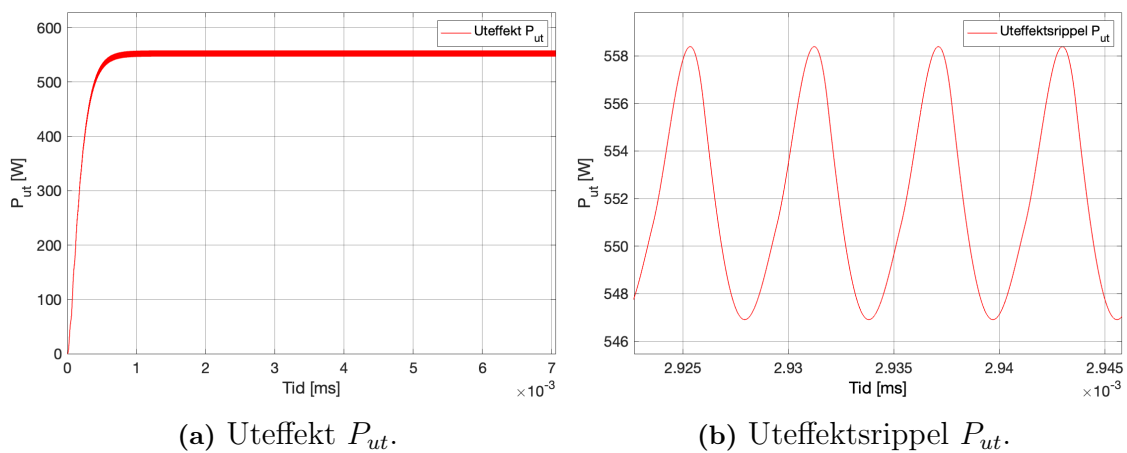 Uteffekt P_ut
P_ut [W]
600
500
400
300
200
100
0
0 1 2 3 4 5 6 7
Tid [ms]
×10⁻³
(a) Uteffekt P_ut.
Uteffektsrippel P_ut
P_ut [W]
558
556
554
552
550
548
546
2.925 2.93 2.935 2.94 2.945
Tid [ms]
×10⁻³
(b) Uteffektsrippel P_ut.